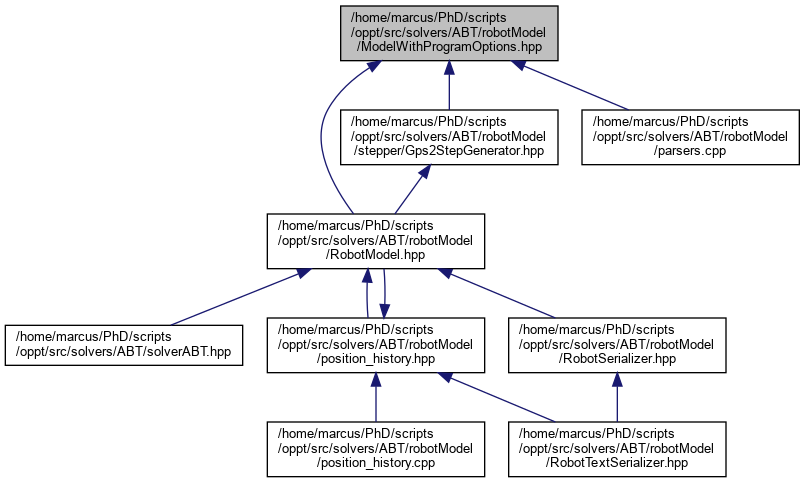 /home/marcus/PhD/scripts
/oppt/src/solvers/ABT/robotModel
/ModelWithProgramOptions.hpp
/home/marcus/PhD/scripts
/oppt/src/solvers/ABT/robotModel
/stepper/Gps2StepGenerator.hpp
/home/marcus/PhD/scripts
/oppt/src/solvers/ABT/robotModel
/parsers.cpp
/home/marcus/PhD/scripts
/oppt/src/solvers/ABT/robotModel
/RobotModel.hpp
/home/marcus/PhD/scripts
/oppt/src/solvers/ABT/solverABT.hpp
/home/marcus/PhD/scripts
/oppt/src/solvers/ABT/robotModel
/position_history.hpp
/home/marcus/PhD/scripts
/oppt/src/solvers/ABT/robotModel
/RobotSerializer.hpp
/home/marcus/PhD/scripts
/oppt/src/solvers/ABT/robotModel
/position_history.cpp
/home/marcus/PhD/scripts
/oppt/src/solvers/ABT/robotModel
/RobotTextSerializer.hpp